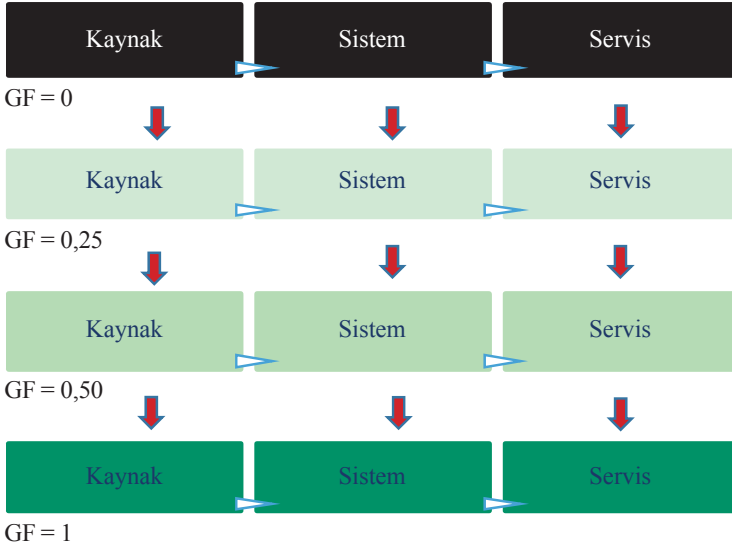 Kaynak Sistem Servis
GF = 0
Kaynak Sistem Servis
GF = 0,25
Kaynak Sistem Servis
GF = 0,50
Kaynak Sistem Servis
GF = 1